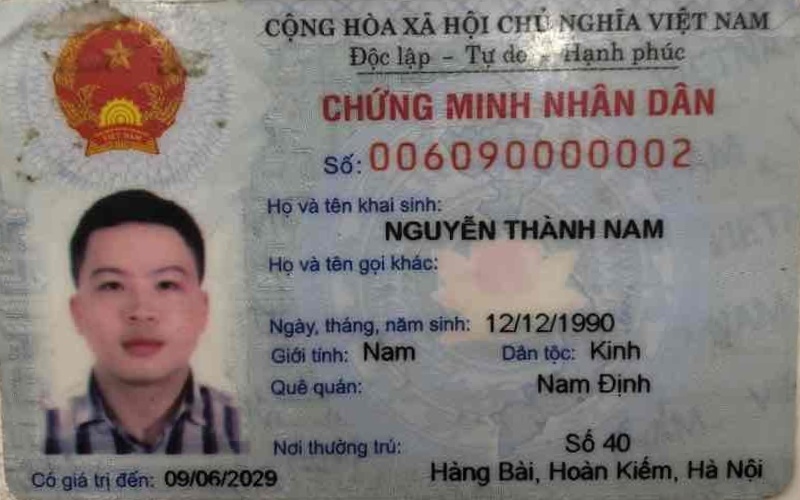 CỘNG HÒA XÃ HỘI CHỦ NGHĨA VIỆT NAM
Độc lập - Tự do - Hạnh phúc
CHỨNG MINH NHÂN DÂN
Số: 006090000002
Họ và tên khai sinh:
NGUYỄN THÀNH NAM
Họ và tên gọi khác:
Ngày, tháng, năm sinh: 12/12/1990
Giới tính: Nam Dân tộc: Kinh
Quê quán: Nam Định
Nơi thường trú: Số 40
Hàng Bài, Hoàn Kiếm, Hà Nội
Có giá trị đến: 09/06/2029
VIỆT NAM